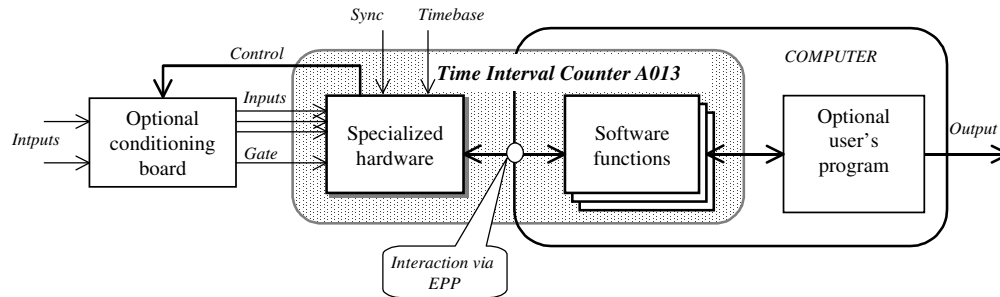 Sync
Timebase
Control
Time Interval Counter A013
COMPUTER
Intputs
Optional
conditioning
board
Inputs
Gate
Specialized
hardware
Software
functions
Optional
user's
program
Output
Interaction via
EPP